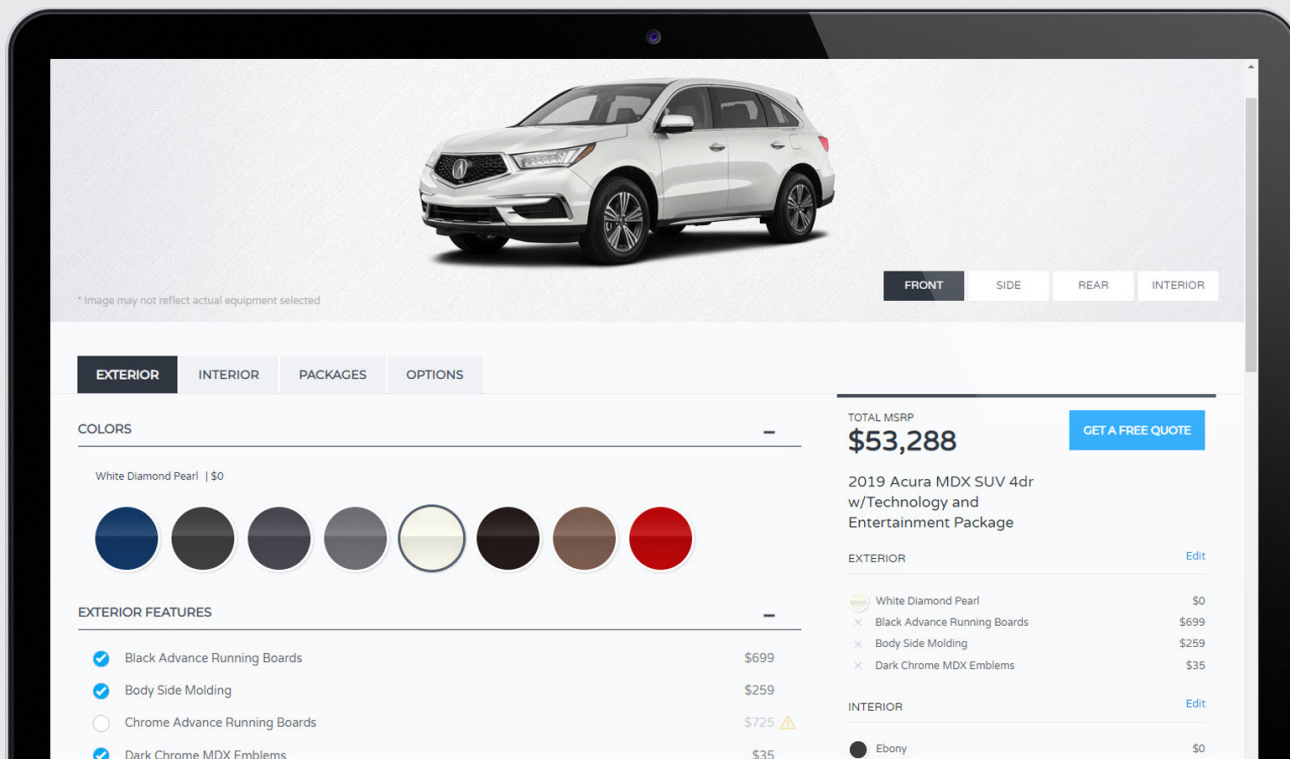 * Image may not reflect actual equipment selected
FRONT
SIDE
REAR
INTERIOR
EXTERIOR
INTERIOR
PACKAGES
OPTIONS
COLORS
White Diamond Pearl | $0
EXTERIOR FEATURES
Black Advance Running Boards $699
Body Side Molding $259
Chrome Advance Running Boards $725
Dark Chrome MDX Emblems $35
TOTAL MSRP
$53,288
GET A FREE QUOTE
2019 Acura MDX SUV 4dr
w/Technology and
Entertainment Package
EXTERIOR Edit
White Diamond Pearl $0
Black Advance Running Boards $699
Body Side Molding $259
Dark Chrome MDX Emblems $35
INTERIOR Edit
Ebony $0